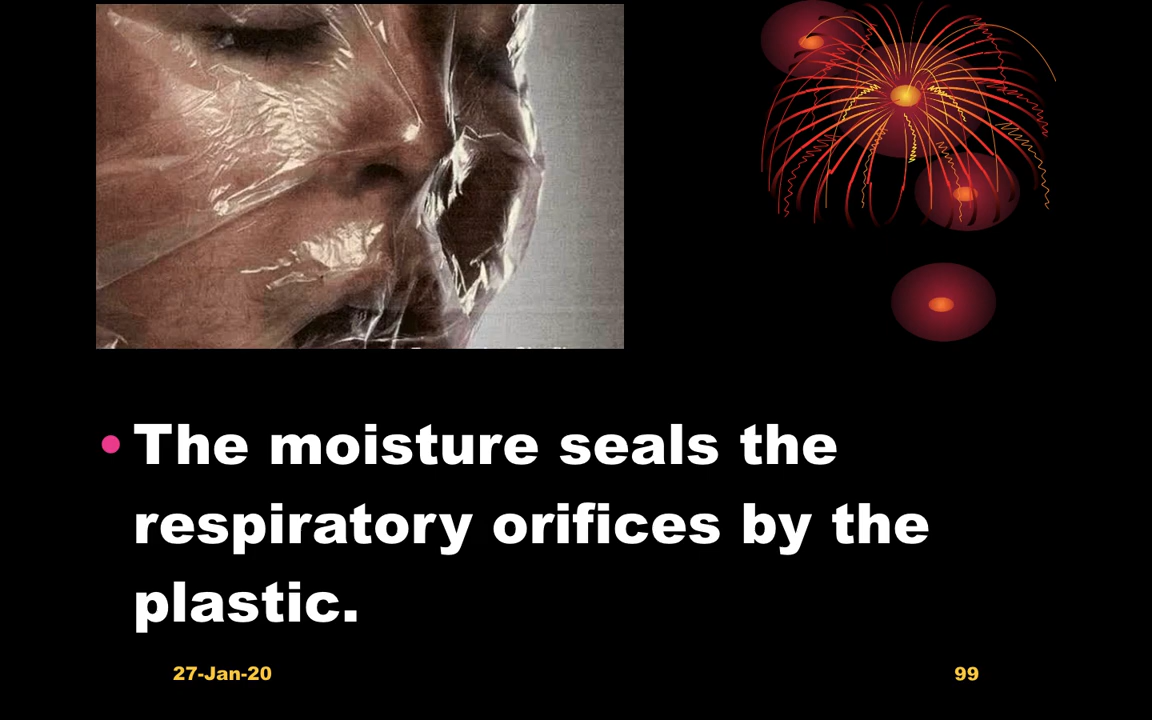 • The moisture seals the
respiratory orifices by the
plastic.
27-Jan-20
99